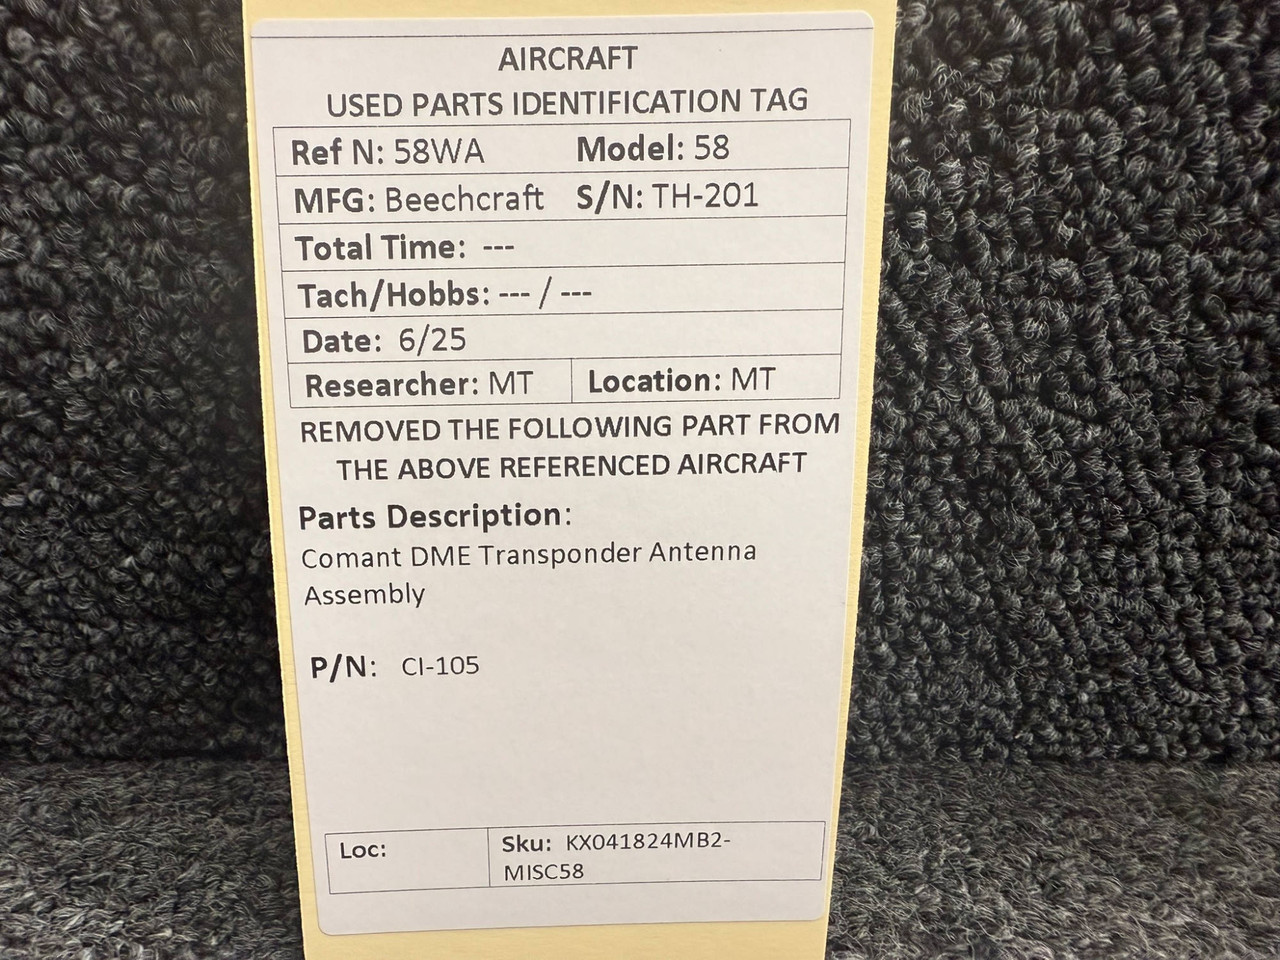 AIRCRAFT
USED PARTS IDENTIFICATION TAG
Ref N: 58WA Model: 58
MFG: Beechcraft S/N: TH-201
Total Time: ---
Tach/Hobbs: --- / ---
Date: 6/25
Researcher: MT Location: MT
REMOVED THE FOLLOWING PART FROM
THE ABOVE REFERENCED AIRCRAFT
Parts Description:
Comant DME Transponder Antenna
Assembly
P/N: CI-105
Loc: Sku: KX041824MB2-
MISC58